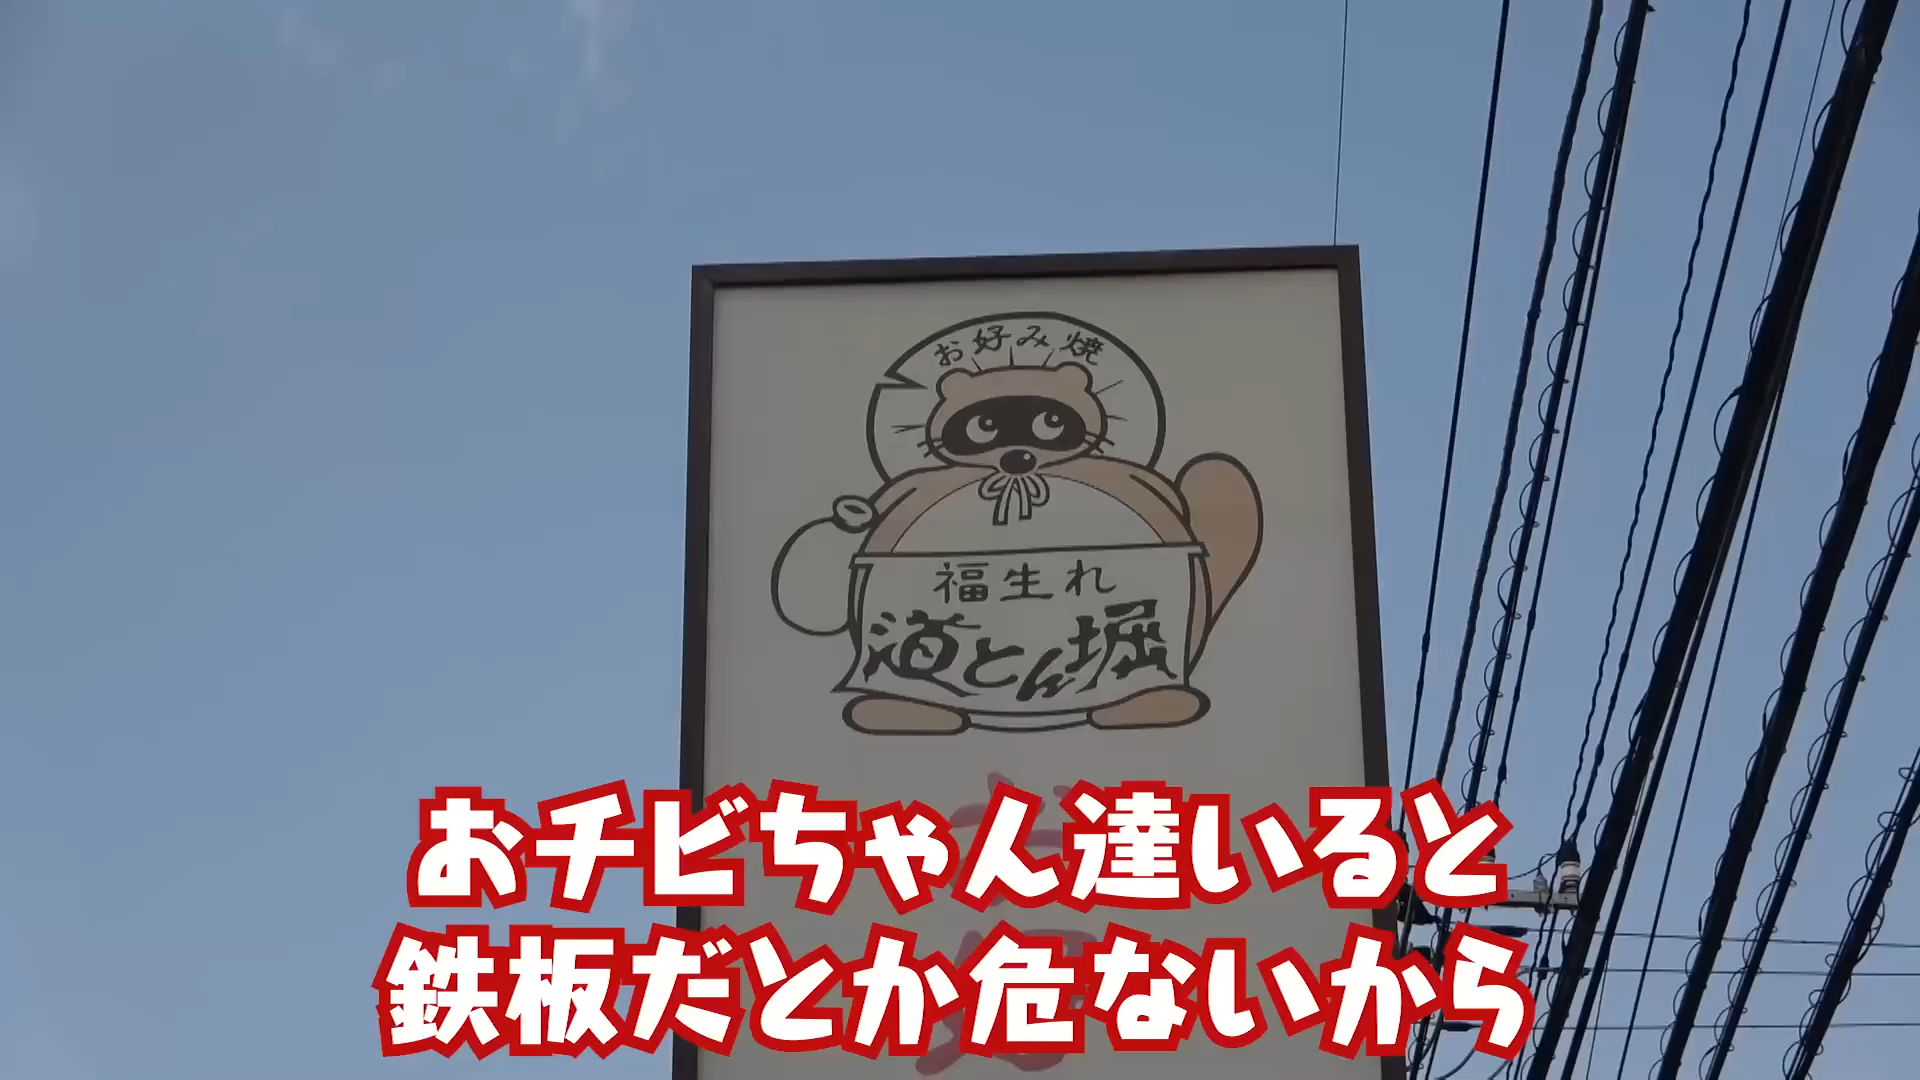 お好み焼
福生れ
道とん堀
おチビちゃん達いると
鉄板だとか危ないから